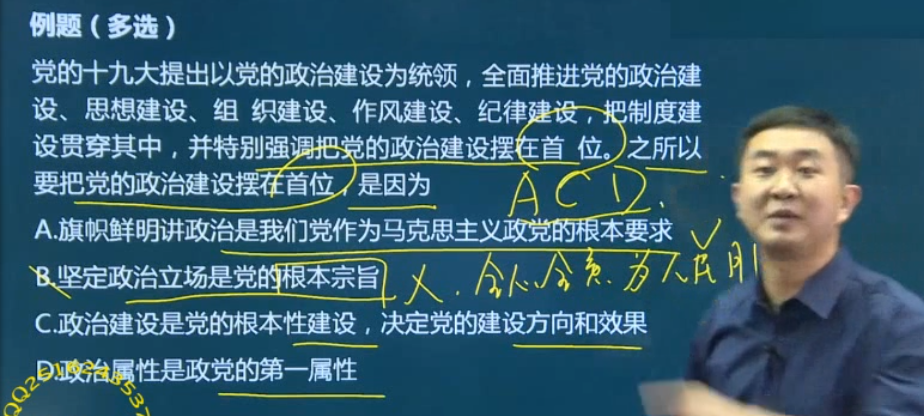 例题（多选）
党的十九大提出以党的政治建设为统领，全面推进党的政治建
设、思想建设、组 织建设、作风建设、纪律建设，把制度建
设贯穿其中，并特别强调把党的政治建设摆在首 位。之所以
要把党的政治建设摆在首位，是因为
ACD.
A.旗帜鲜明讲政治是我们党作为马克思主义政党的根本要求
B.坚定政治立场是党的根本宗旨
全心全意为人民
C.政治建设是党的根本性建设，决定党的建设方向和效果
D.政治属性是政党的第一属性